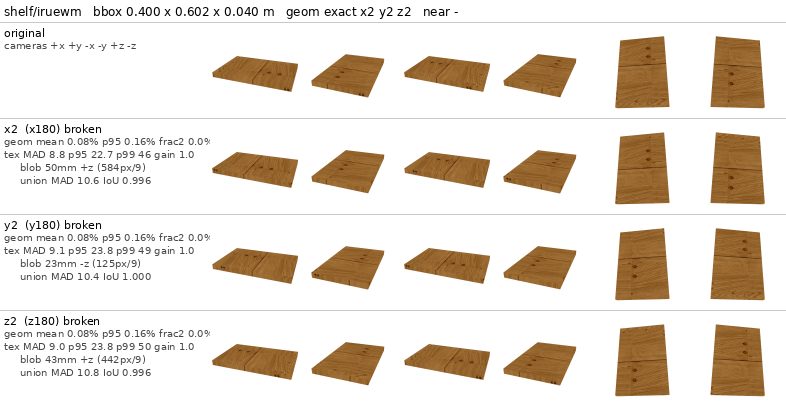 shelf/iruewm   bbox 0.400 x 0.602 x 0.040 m   geom exact x2 y2 z2   near -
original
cameras +x +y -x -y +z -z
x2  (x180) broken
geom mean 0.08% p95 0.16% frac2 0.0%
tex MAD 8.8 p95 22.7 p99 46 gain 1.0
blob 50mm +z (584px/9)
union MAD 10.6 IoU 0.996
y2  (y180) broken
geom mean 0.08% p95 0.16% frac2 0.0%
tex MAD 9.1 p95 23.8 p99 49 gain 1.0
blob 23mm -z (125px/9)
union MAD 10.4 IoU 1.000
z2  (z180) broken
geom mean 0.08% p95 0.16% frac2 0.0%
tex MAD 9.0 p95 23.8 p99 50 gain 1.0
blob 43mm +z (442px/9)
union MAD 10.8 IoU 0.996